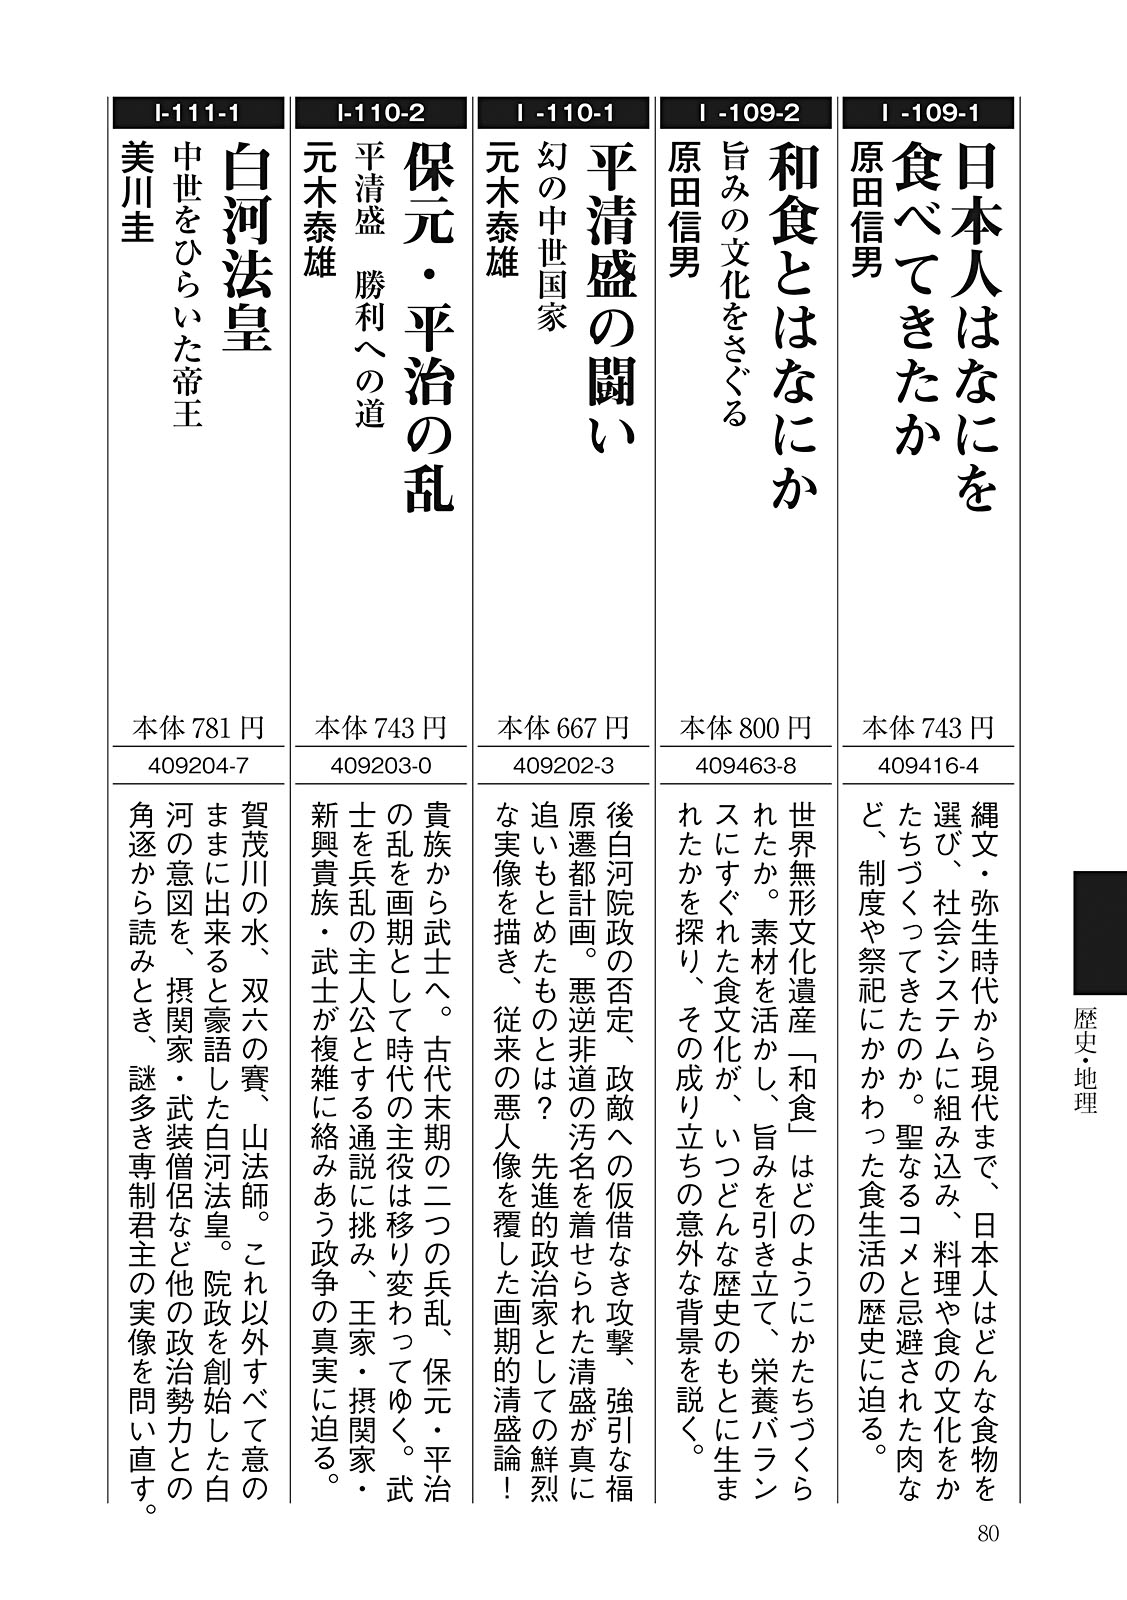 I-109-1
日本人はなにを
食べてきたか
原田信男
本体743円
409416-4
縄文・弥生時代から現代まで、日本人はどんな食物を
選び、社会システムに組み込み、料理や食の文化をか
たちづくってきたのか。聖なるコメと忌避された肉な
ど、制度や祭祀にかかわった食生活の歴史に迫る。
I-109-2
和食とはなにか
旨みの文化をさぐる
原田信男
本体800円
409463-8
世界無形文化遺産「和食」はどのようにかたちづくら
れたか。素材を活かし、旨みを引き立て、栄養バラン
スにすぐれた食文化が、いつどんな歴史のもとに生ま
れたかを探り、その成り立ちの意外な背景を説く。
I-110-1
平清盛の闘い
幻の中世国家
元木泰雄
本体667円
409202-3
後白河院政の否定、政敵への仮借なき攻撃、強引な福
原遷都計画。悪逆非道の汚名を着せられた清盛が真に
追いもとめたものとは？　先進的政治家としての鮮烈
な実像を描き、従来の悪人像を覆した画期的清盛論！
I-110-2
保元・平治の乱
平清盛　勝利への道
元木泰雄
本体743円
409203-0
貴族から武士へ。古代末期の二つの兵乱、保元・平治
の乱を画期として時代の主役は移り変わってゆく。武
士を兵乱の主人公とする通説に挑み、王家・摂関家・
新興貴族・武士が複雑に絡みあう政争の真実に迫る。
I-111-1
白河法皇
中世をひらいた帝王
美川圭
本体781円
409204-7
賀茂川の水、双六の賽、山法師。これ以外すべて意の
ままに出来ると豪語した白河法皇。院政を創始した白
河の意図を、摂関家・武装僧侶など他の政治勢力との
角逐から読みとき、謎多き専制君主の実像を問い直す。
歴史・地理
80